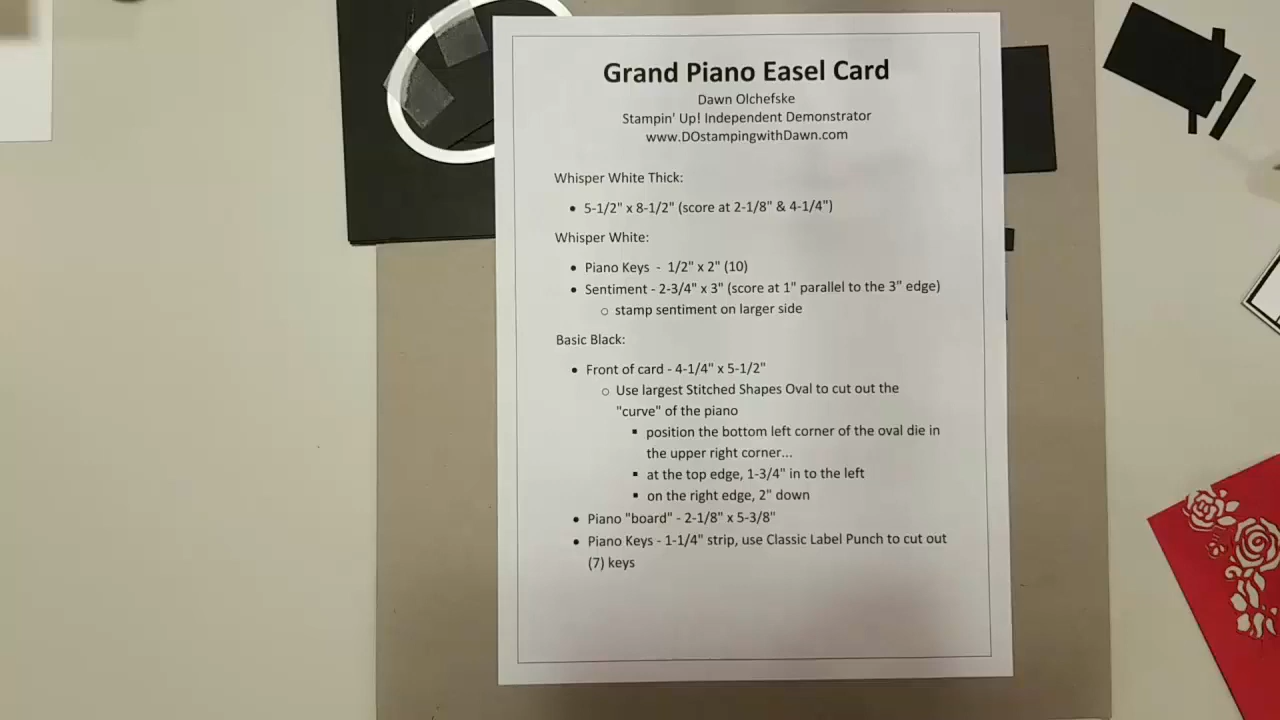 Grand Piano Easel Card
Dawn Olchefske
Stampin' Up! Independent Demonstrator
www.DOstampingwithDawn.com
Whisper White Thick:
• 5-1/2" x 8-1/2" (score at 2-1/8" & 4-1/4")
Whisper White:
• Piano Keys - 1/2" x 2" (10)
• Sentiment - 2-3/4" x 3" (score at 1" parallel to the 3" edge)
o stamp sentiment on larger side
Basic Black:
• Front of card - 4-1/4" x 5-1/2"
o Use largest Stitched Shapes Oval to cut out the
"curve" of the piano
▪ position the bottom left corner of the oval die in
the upper right corner...
▪ at the top edge, 1-3/4" in to the left
▪ on the right edge, 2" down
• Piano "board" - 2-1/8" x 5-3/8"
• Piano Keys - 1-1/4" strip, use Classic Label Punch to cut out
(7) keys